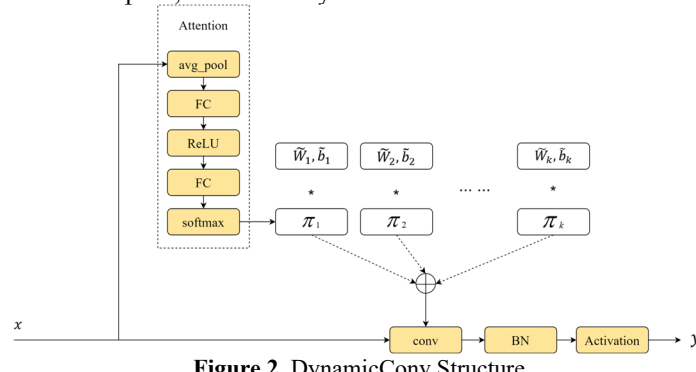 Attention
avg_pool
FC
ReLU
FC
softmax
W̃₁, b̃₁ W̃₂, b̃₂ W̃ₖ, b̃ₖ
* * ... ... *
π₁ π₂ πₖ
x
conv BN Activation
Figure 2. DynamicConv Structure